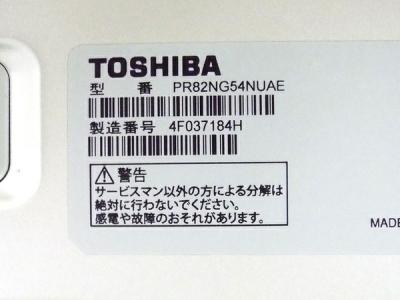 TOSHIBA
型 番 PR82NG54NUAE
製造番号 4F037184H
⚠警告
サービスマン以外の方による分解は
絶対に行わないでください。
感電や故障のおそれがあります。
MADE